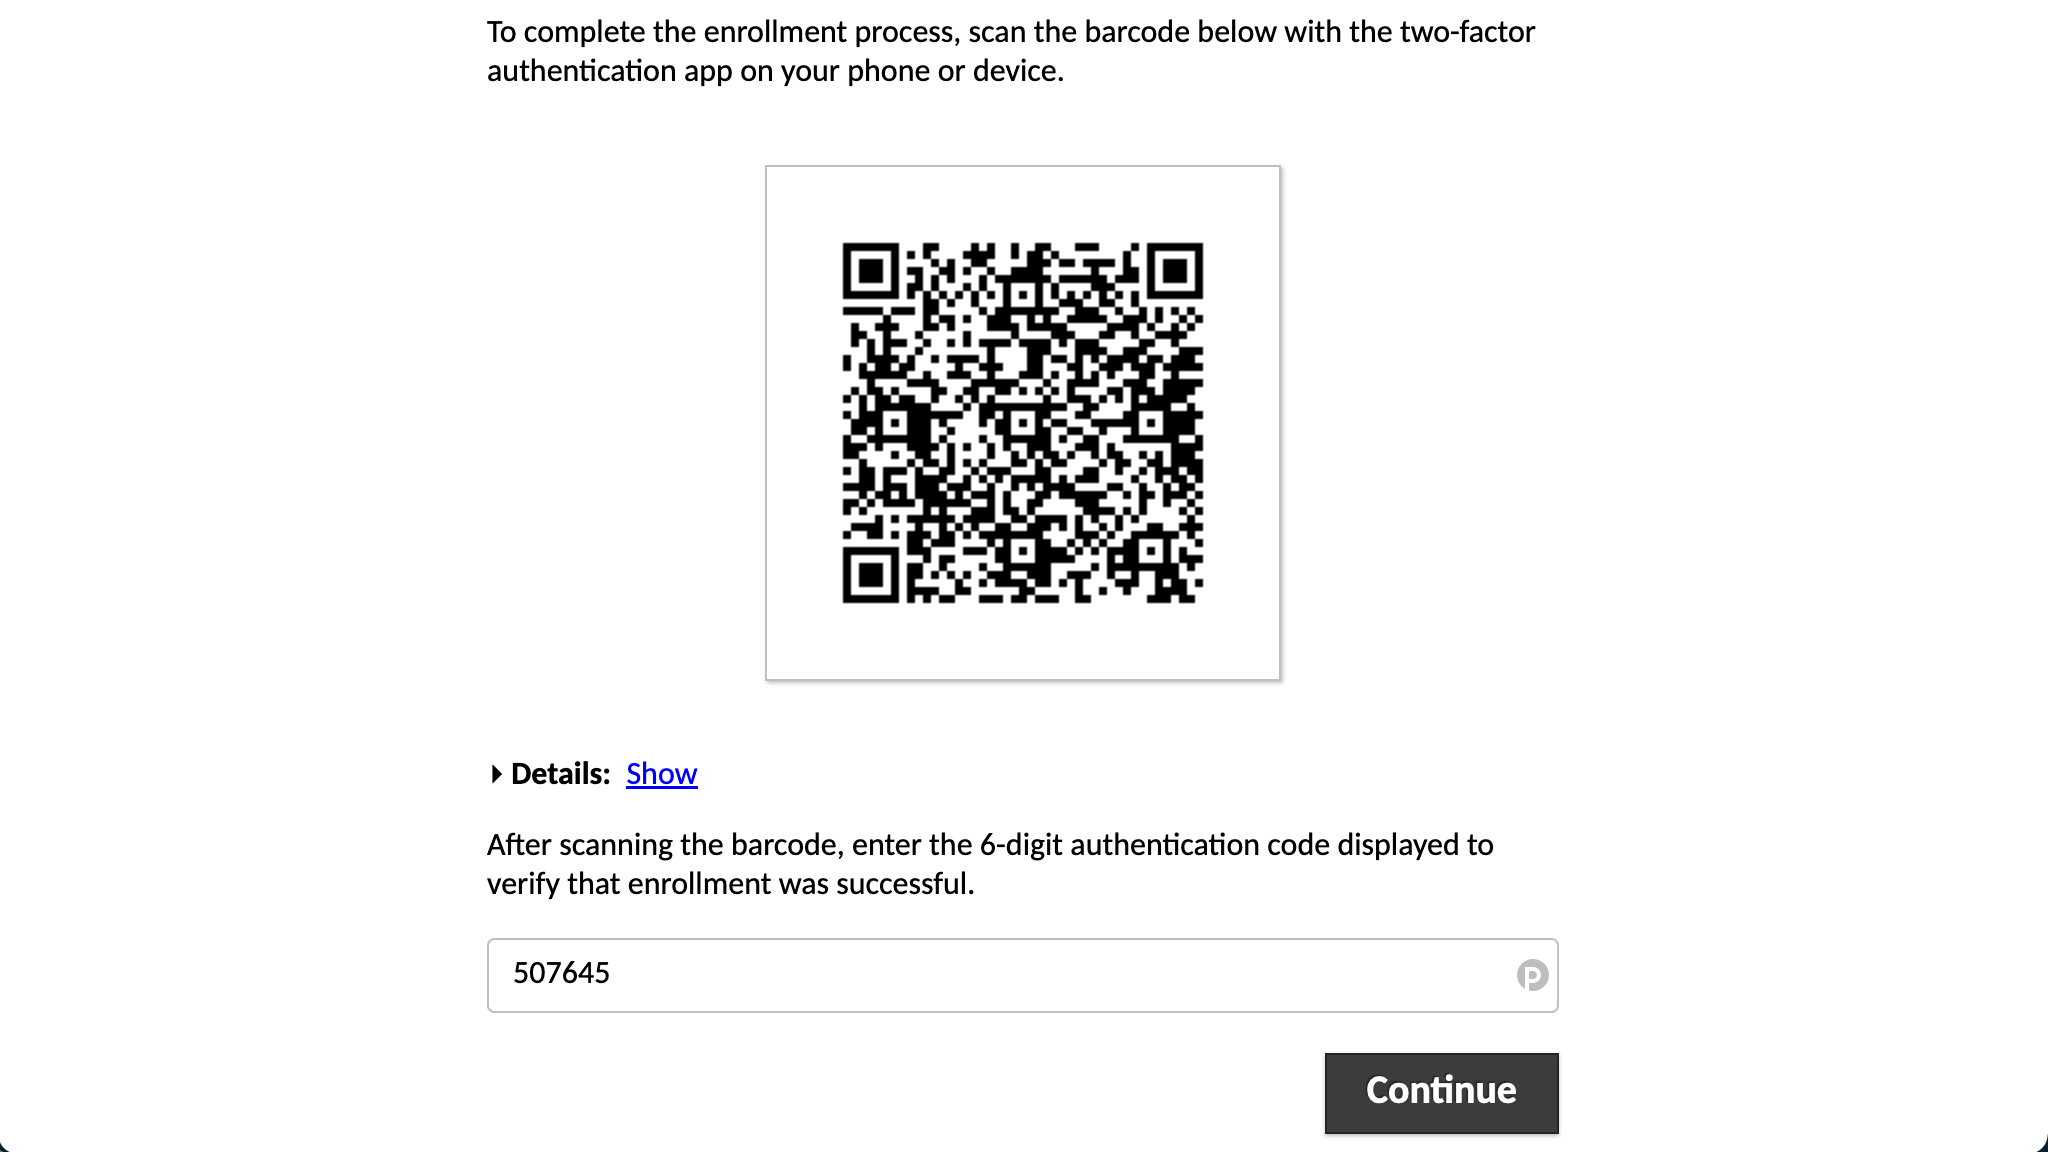 To complete the enrollment process, scan the barcode below with the two-factor
authentication app on your phone or device.
Details: Show
After scanning the barcode, enter the 6-digit authentication code displayed to
verify that enrollment was successful.
507645
Continue